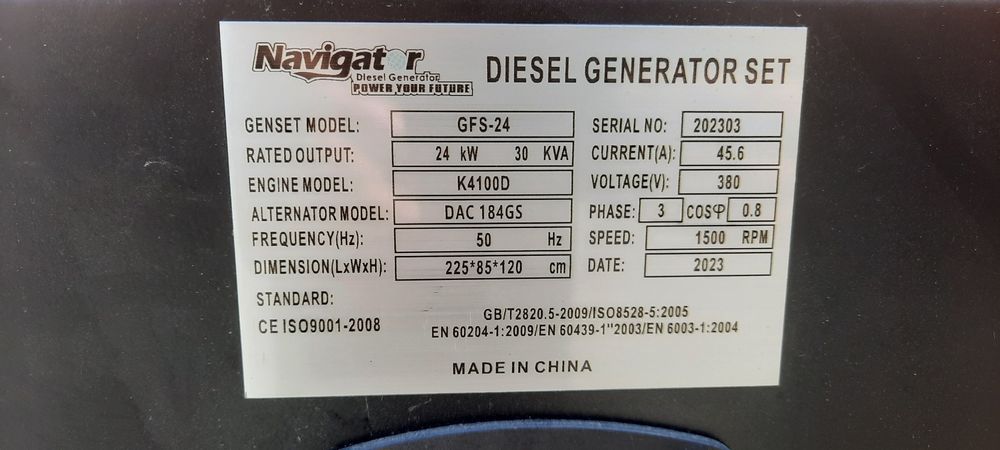 Navigator
Diesel Generator
POWER YOUR FUTURE
DIESEL GENERATOR SET
GENSET MODEL: GFS-24 SERIAL NO: 202303
RATED OUTPUT: 24 kW 30 KVA CURRENT(A): 45.6
ENGINE MODEL: K4100D VOLTAGE(V): 380
ALTERNATOR MODEL: DAC 184GS PHASE: 3 COSφ 0.8
FREQUENCY(Hz): 50 Hz SPEED: 1500 RPM
DIMENSION(LxWxH): 225*85*120 cm DATE: 2023
STANDARD:
CE ISO9001-2008
GB/T2820.5-2009/ISO8528-5:2005
EN 60204-1:2009/EN 60439-1"2003/EN 6003-1:2004
MADE IN CHINA